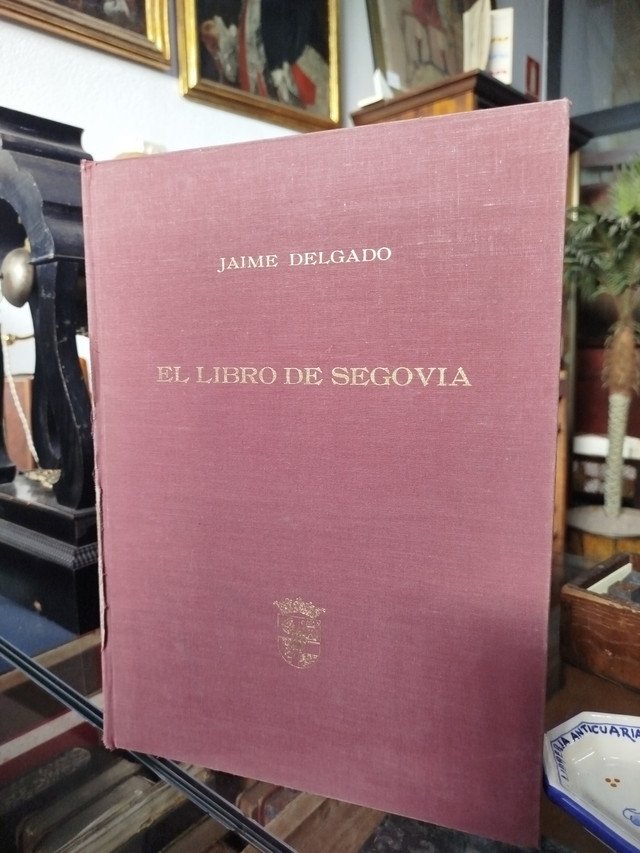 JAIME DELGADO
EL LIBRO DE SEGOVIA
ANTICUARIA